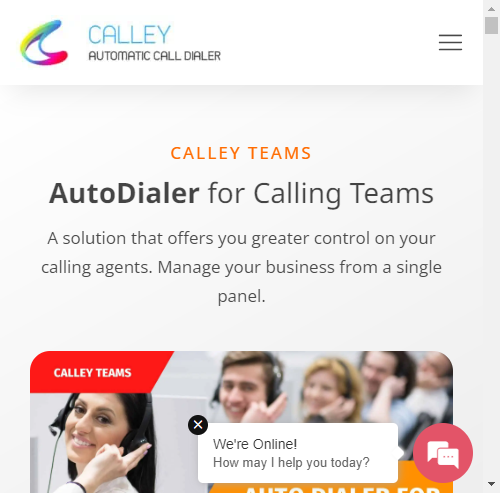 CALLEY
AUTOMATIC CALL DIALER
CALLEY TEAMS
AutoDialer for Calling Teams
A solution that offers you greater control on your
calling agents. Manage your business from a single
panel.
CALLEY TEAMS
We're Online!
How may I help you today?
AUTO DIALER FOR